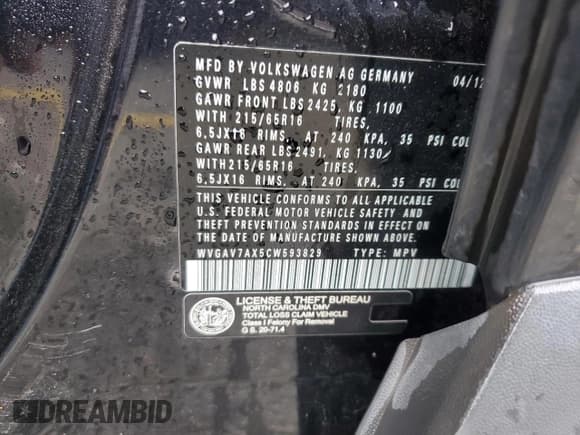 MFD BY VOLKSWAGEN AG GERMANY 04/12
GVWR LBS 4806 KG 2180
GAWR FRONT LBS 2425, KG 1100
WITH 215/65R16 TIRES,
6,5JX16 RIMS, AT 240 KPA, 35 PSI COL
GAWR REAR LBS 2491, KG 1130
WITH 215/65R16 TIRES,
6,5JX16 RIMS, AT 240 KPA, 35 PSI COL
THIS VEHICLE CONFORMS TO ALL APPLICABLE
U.S. FEDERAL MOTOR VEHICLE SAFETY AND
THEFT PREVENTION STANDARDS IN EFFECT ON
THE DATE OF MANUFACTURE SHOWN ABOVE
WVGAV7AX5CW593829 TYPE: MPV
LICENSE & THEFT BUREAU
NORTH CAROLINA DMV
TOTAL LOSS CLAIM VEHICLE
Class I Felony For Removal
G.S. 20-71.4
DREAMBID